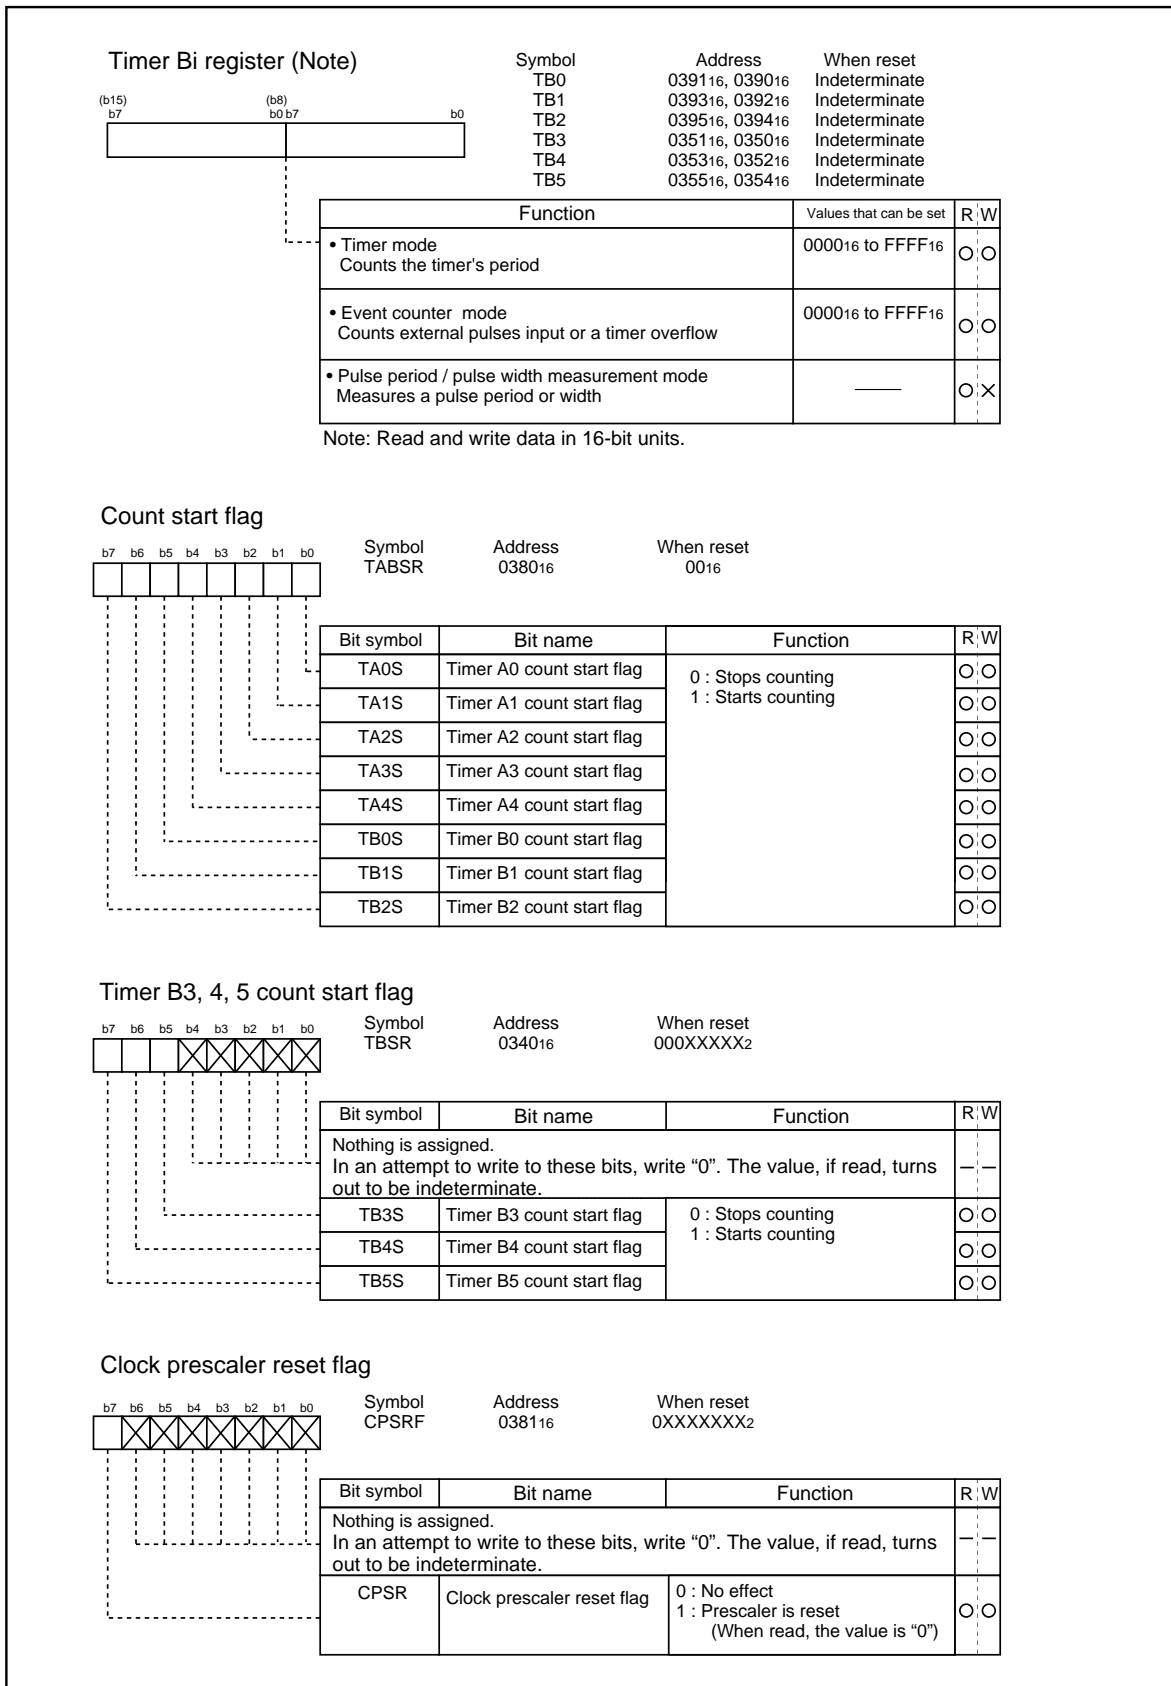 Timer Bi register (Note)
Symbol Address When reset
TB0 039116, 039016 Indeterminate
TB1 039316, 039216 Indeterminate
TB2 039516, 039416 Indeterminate
TB3 035116, 035016 Indeterminate
TB4 035316, 035216 Indeterminate
TB5 035516, 035416 Indeterminate
(b15) (b8)
b7 b0 b7 b0
Function Values that can be set R W
• Timer mode 000016 to FFFF16
Counts the timer's period
• Event counter mode 000016 to FFFF16
Counts external pulses input or a timer overflow
• Pulse period / pulse width measurement mode
Measures a pulse period or width
Note: Read and write data in 16-bit units.
Count start flag
b7 b6 b5 b4 b3 b2 b1 b0
Symbol Address When reset
TABSR 038016 0016
Bit symbol Bit name Function R W
TA0S Timer A0 count start flag 0 : Stops counting
TA1S Timer A1 count start flag 1 : Starts counting
TA2S Timer A2 count start flag
TA3S Timer A3 count start flag
TA4S Timer A4 count start flag
TB0S Timer B0 count start flag
TB1S Timer B1 count start flag
TB2S Timer B2 count start flag
Timer B3, 4, 5 count start flag
b7 b6 b5 b4 b3 b2 b1 b0
Symbol Address When reset
TBSR 034016 000XXXXX2
Bit symbol Bit name Function R W
Nothing is assigned.
In an attempt to write to these bits, write “0”. The value, if read, turns
out to be indeterminate.
TB3S Timer B3 count start flag 0 : Stops counting
TB4S Timer B4 count start flag 1 : Starts counting
TB5S Timer B5 count start flag
Clock prescaler reset flag
b7 b6 b5 b4 b3 b2 b1 b0
Symbol Address When reset
CPSRF 038116 0XXXXXXX2
Bit symbol Bit name Function R W
Nothing is assigned.
In an attempt to write to these bits, write “0”. The value, if read, turns
out to be indeterminate.
CPSR Clock prescaler reset flag 0 : No effect
1 : Prescaler is reset
(When read, the value is “0”)